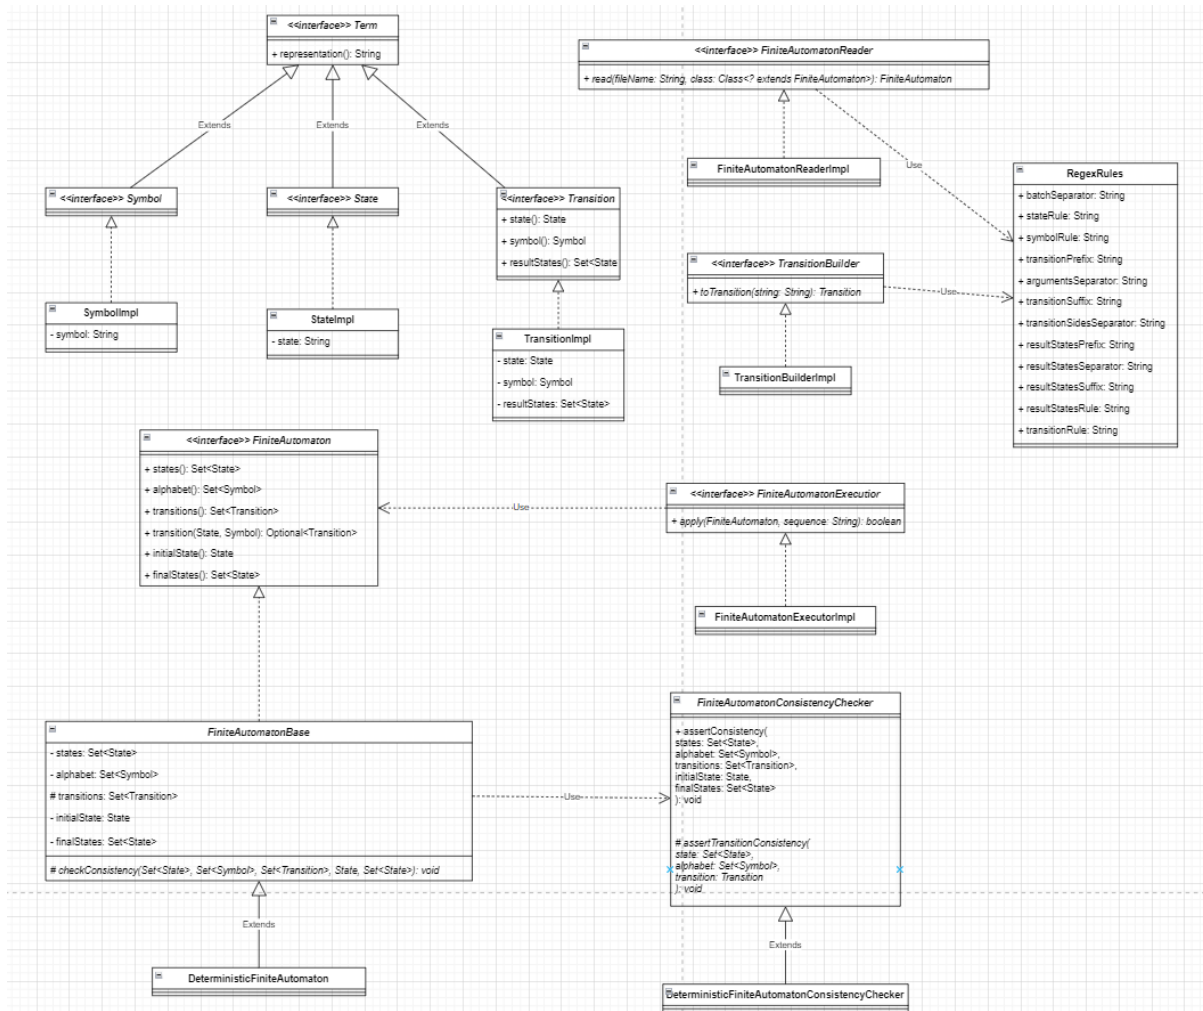 <<interface>> Term
+ representation(): String
Extends
Extends
Extends
<<interface>> Symbol
<<interface>> State
<<interface>> Transition
+ state(): State
+ symbol(): Symbol
+ resultStates(): Set<State
SymbolImpl
- symbol: String
StateImpl
- state: String
TransitionImpl
- state: State
- symbol: Symbol
- resultStates: Set<State>
<<interface>> FiniteAutomatonReader
+ read(fileName: String, class: Class<? extends FiniteAutomaton>): FiniteAutomaton
FiniteAutomatonReaderImpl
Use
<<interface>> TransitionBuilder
+ toTransition(string: String): Transition
Use
TransitionBuilderImpl
RegexRules
+ batchSeparator: String
+ stateRule: String
+ symbolRule: String
+ transitionPrefix: String
+ argumentsSeparator: String
+ transitionSuffix: String
+ transitionSidesSeparator: String
+ resultStatesPrefix: String
+ resultStatesSeparator: String
+ resultStatesSuffix: String
+ resultStatesRule: String
+ transitionRule: String
<<interface>> FiniteAutomaton
+ states(): Set<State>
+ alphabet(): Set<Symbol>
+ transitions(): Set<Transition>
+ transition(State, Symbol): Optional<Transition>
+ initialState(): State
+ finalStates(): Set<State>
Use
<<interface>> FiniteAutomatonExecutior
+ apply(FiniteAutomaton, sequence: String): boolean
FiniteAutomatonExecutorImpl
FiniteAutomatonBase
- states: Set<State>
- alphabet: Set<Symbol>
# transitions: Set<Transition>
- initialState: State
- finalStates: Set<State>
# checkConsistency(Set<State>, Set<Symbol>, Set<Transition>, State, Set<State>): void
Use
Extends
DeterministicFiniteAutomaton
FiniteAutomatonConsistencyChecker
+ assertConsistency(
states: Set<State>,
alphabet: Set<Symbol>,
transitions: Set<Transition>,
initialState: State,
finalStates: Set<State>
): void
# assertTransitionConsistency(
state: Set<State>,
alphabet: Set<Symbol>,
transition: Transition
): void
Extends
DeterministicFiniteAutomatonConsistencyChecker